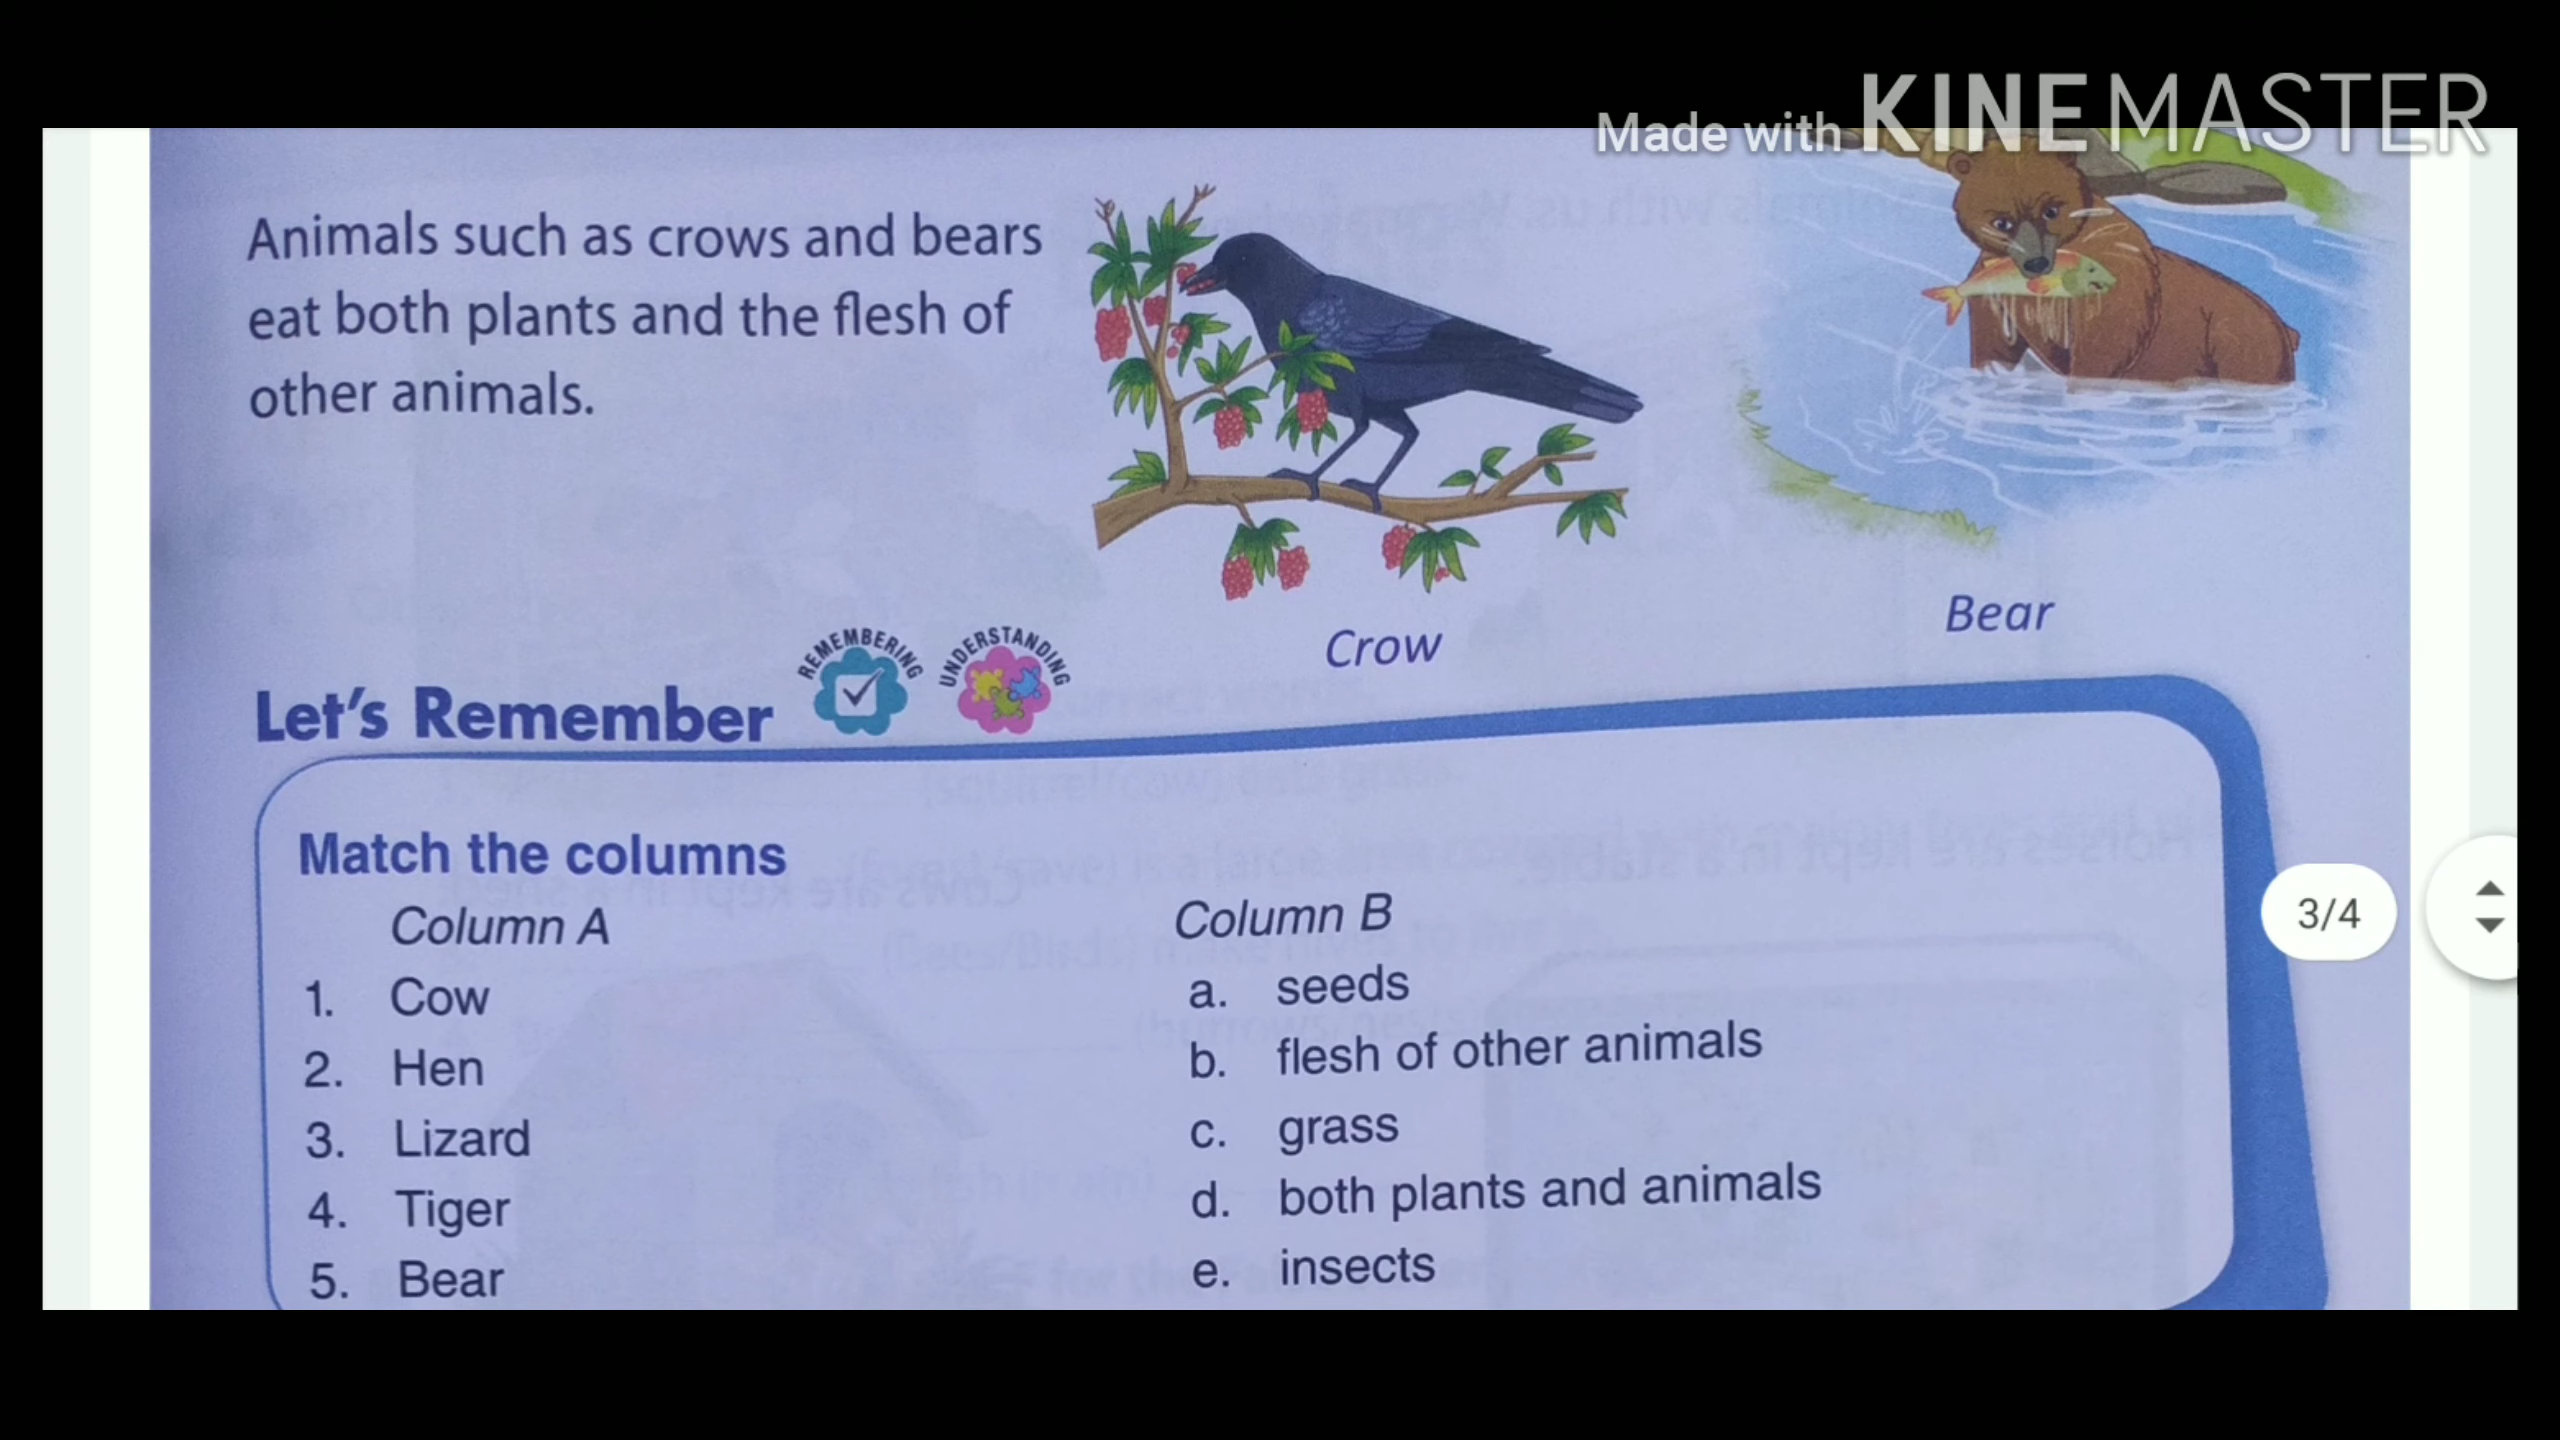 Made with KINEMASTER
Animals such as crows and bears
eat both plants and the flesh of
other animals.
Crow
Bear
REMEMBERING
UNDERSTANDING
Let's Remember
Match the columns
Column A
Column B
1. Cow
a. seeds
2. Hen
b. flesh of other animals
3. Lizard
c. grass
4. Tiger
d. both plants and animals
5. Bear
e. insects
3/4